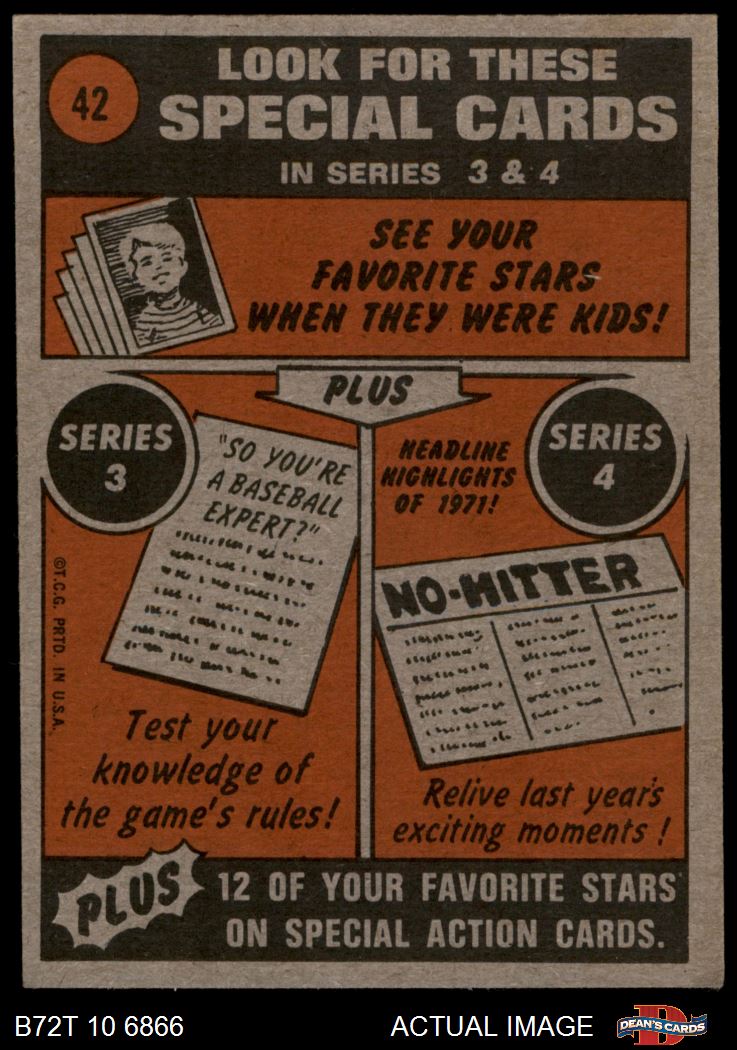 42
LOOK FOR THESE
SPECIAL CARDS
IN SERIES 3 & 4
SEE YOUR
FAVORITE STARS
WHEN THEY WERE KIDS!
PLUS
SERIES
3
"SO YOU'RE
A BASEBALL
EXPERT?"
Test your
knowledge of
the game's rules!
HEADLINE
HIGHLIGHTS
OF 1971!
SERIES
4
NO-HITTER
Relive last year's
exciting moments!
©T.C.G. PRTD. IN U.S.A.
PLUS
12 OF YOUR FAVORITE STARS
ON SPECIAL ACTION CARDS.
B72T 10 6866
ACTUAL IMAGE
D
DEAN'S CARDS